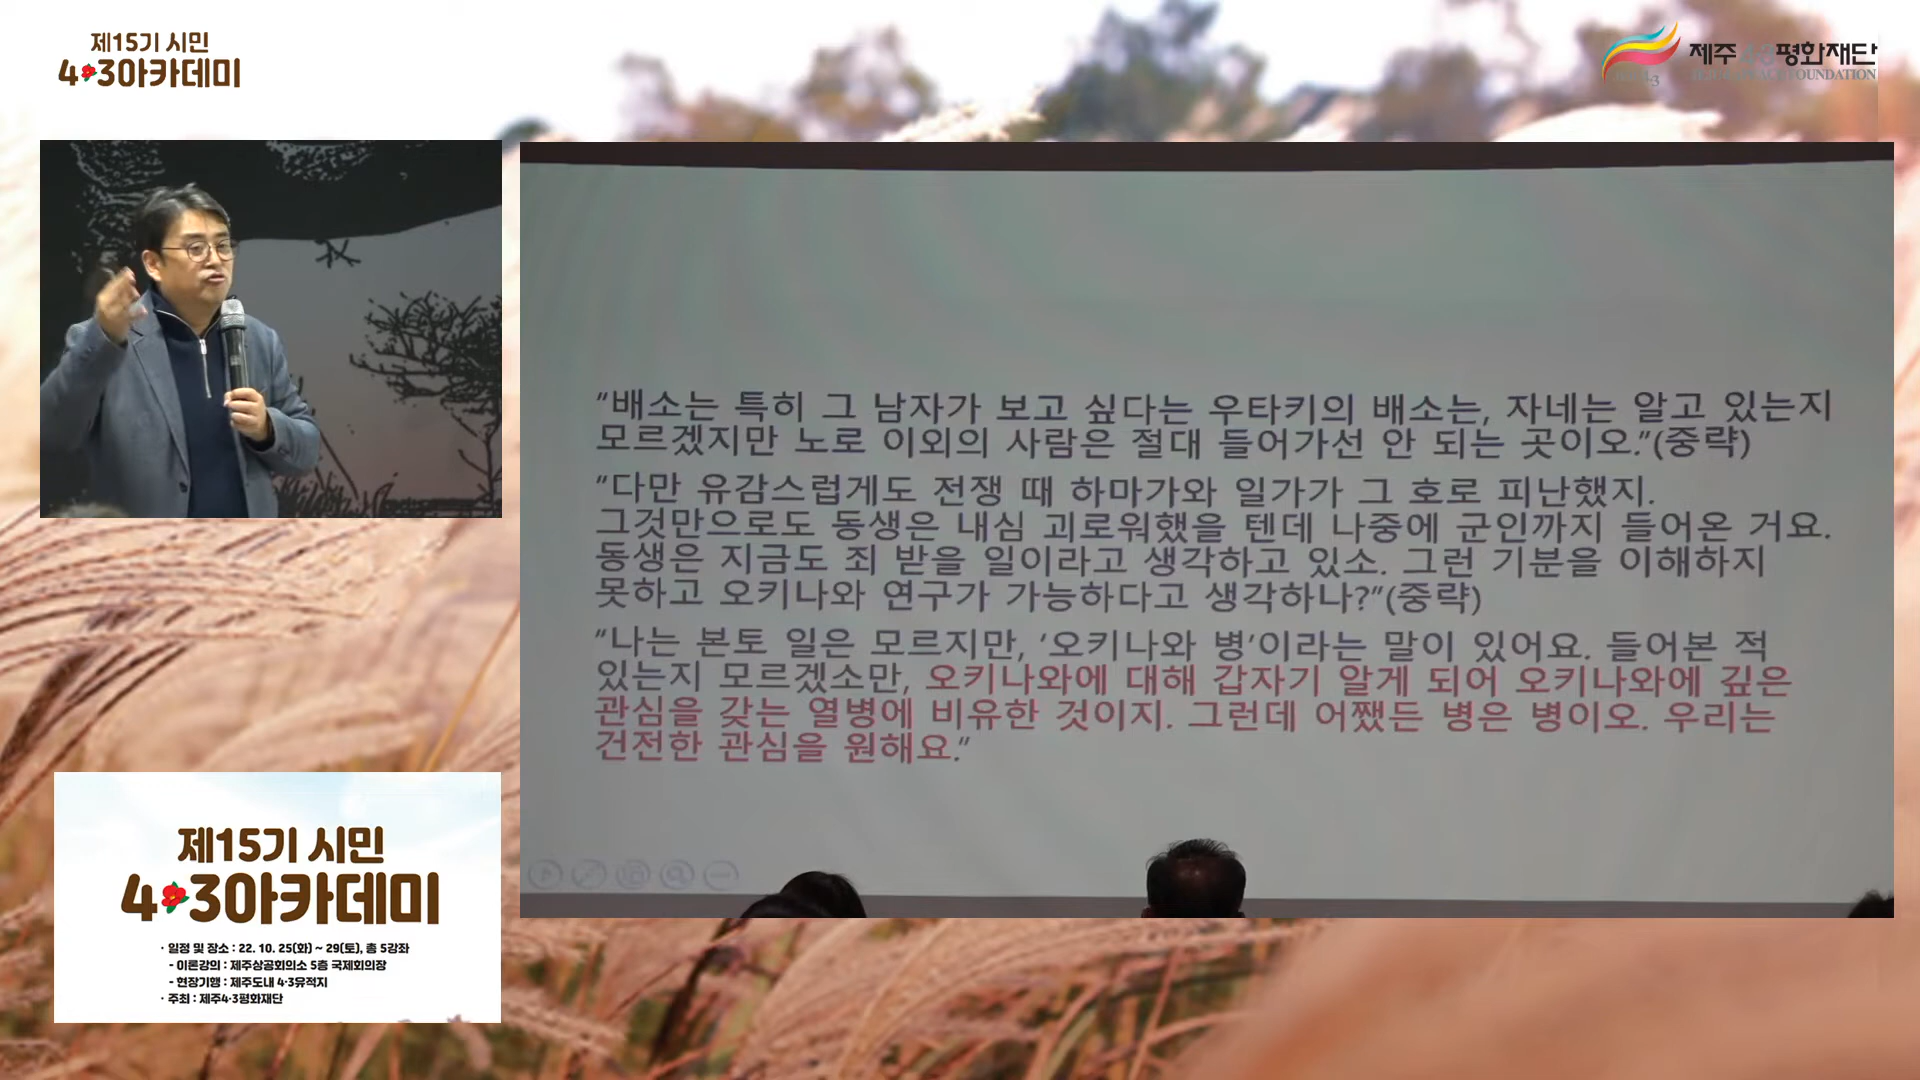 제15기 시민
4·3아카데미
제주4·3평화재단
JEJU 4·3 PEACE FOUNDATION
“배소는 특히 그 남자가 보고 싶다는 우타키의 배소는, 자네는 알고 있는지
모르겠지만 노로 이외의 사람은 절대 들어가선 안 되는 곳이오.”(중략)
“다만 유감스럽게도 전쟁 때 하마가와 일가가 그 호로 피난했지.
그것만으로도 동생은 내심 괴로워했을 텐데 나중에 군인까지 들어온 거요.
동생은 지금도 죄 받을 일이라고 생각하고 있소. 그런 기분을 이해하지
못하고 오키나와 연구가 가능하다고 생각하나?”(중략)
“나는 본토 일은 모르지만, ‘오키나와 병’이라는 말이 있어요. 들어본 적
있는지 모르겠소만, 오키나와에 대해 갑자기 알게 되어 오키나와에 깊은
관심을 갖는 열병에 비유한 것이지. 그런데 어쨌든 병은 병이오. 우리는
건전한 관심을 원해요.”
제15기 시민
4·3아카데미
· 일정 및 장소 : 22. 10. 25(화) ~ 29(토), 총 5강좌
- 이론강의 : 제주상공회의소 5층 국제회의장
- 현장기행 : 제주도내 4·3유적지
· 주최 : 제주4·3평화재단